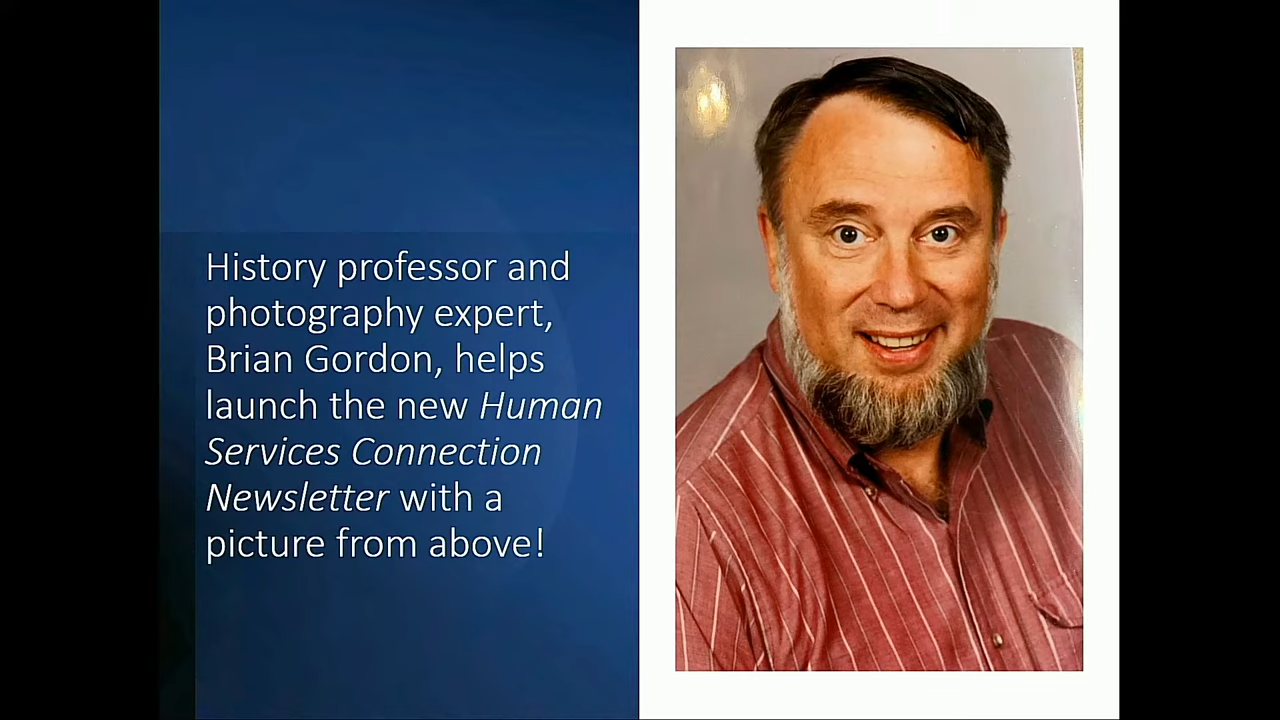 History professor and
photography expert,
Brian Gordon, helps
launch the new Human
Services Connection
Newsletter with a
picture from above!